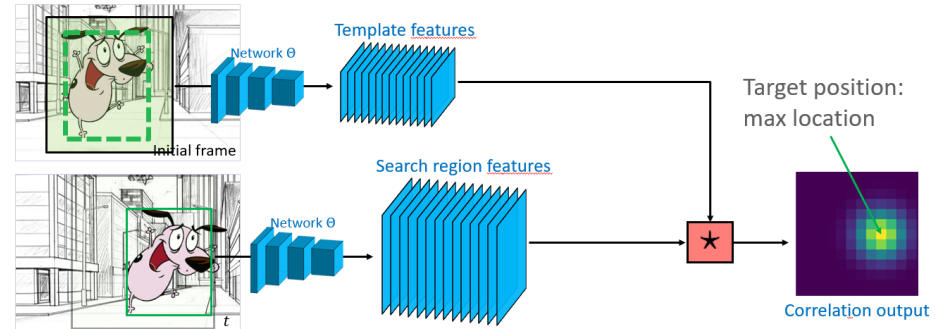 Template features
Network Θ
Initial frame
Search region features
Network Θ
t
Target position:
max location
Correlation output